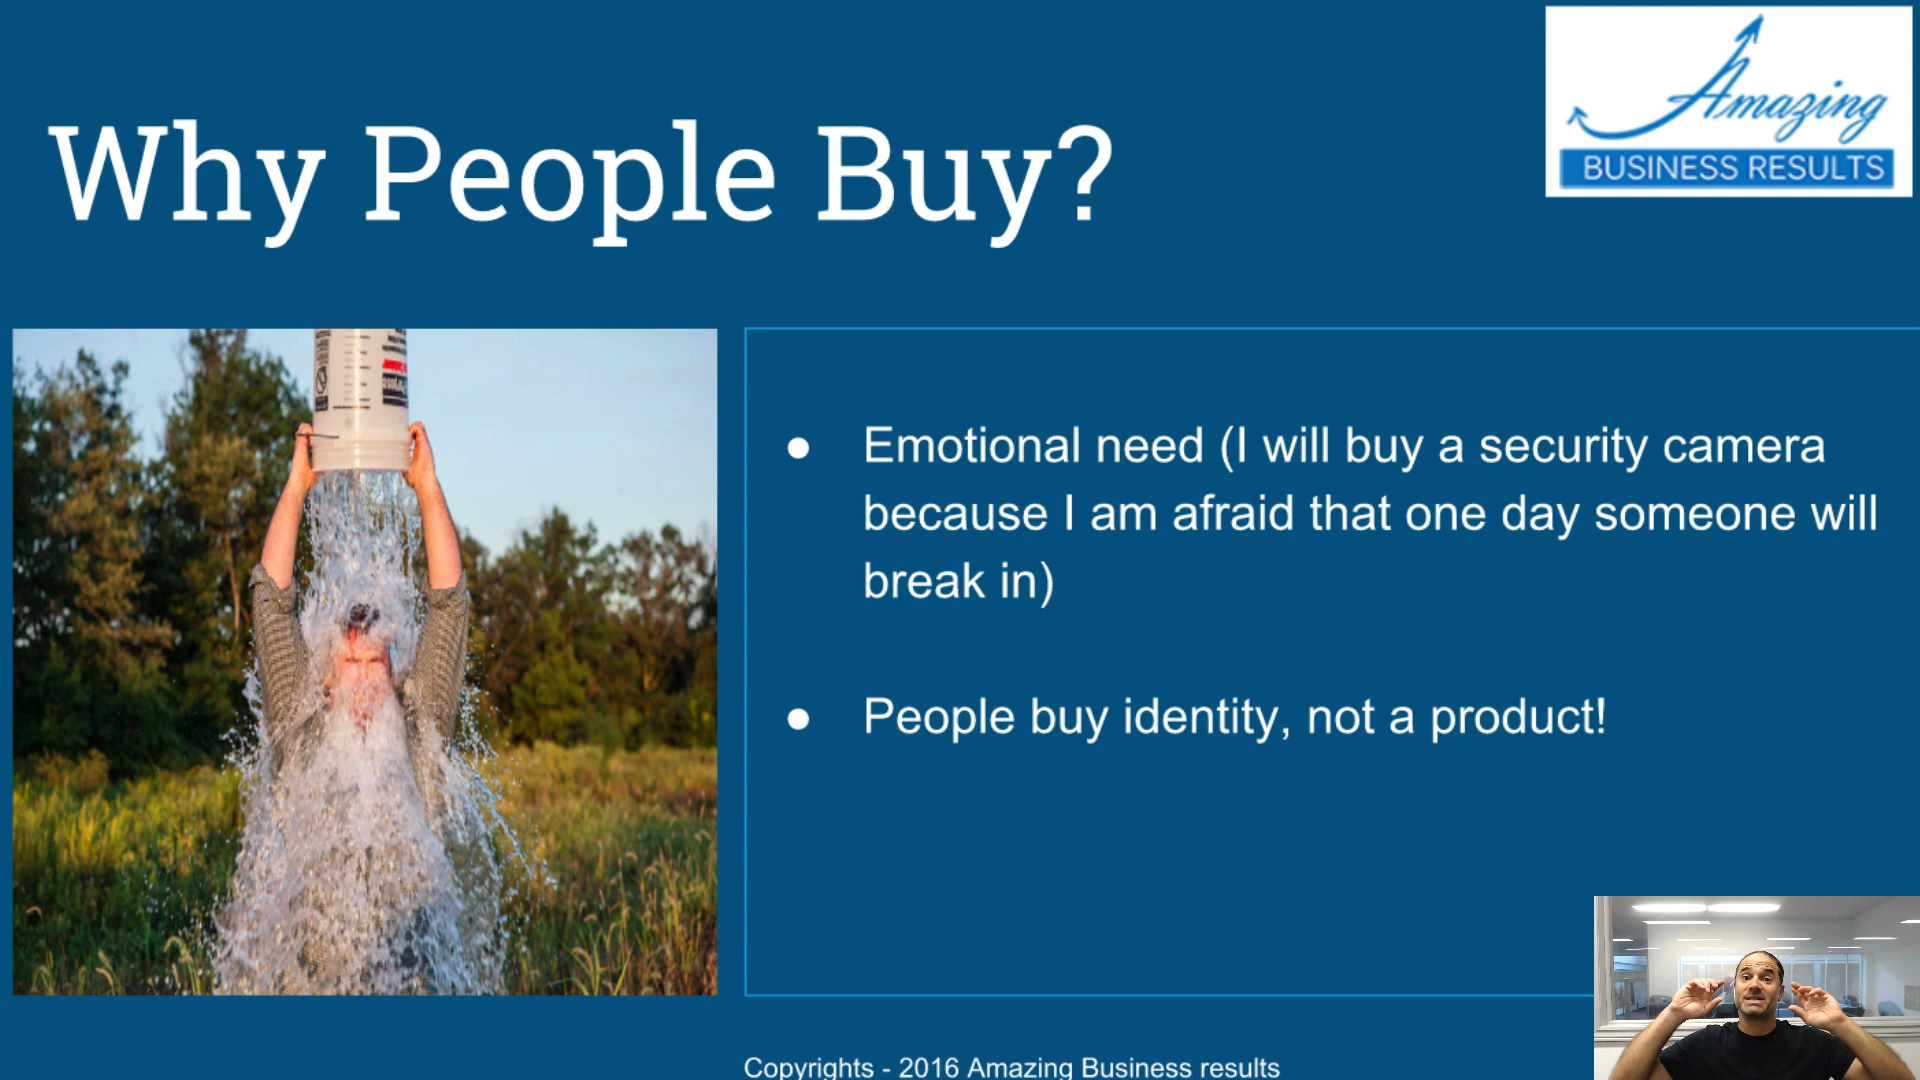 Amazing
BUSINESS RESULTS
Why People Buy?
● Emotional need (I will buy a security camera
because I am afraid that one day someone will
break in)
● People buy identity, not a product!
Copyrights - 2016 Amazing Business results